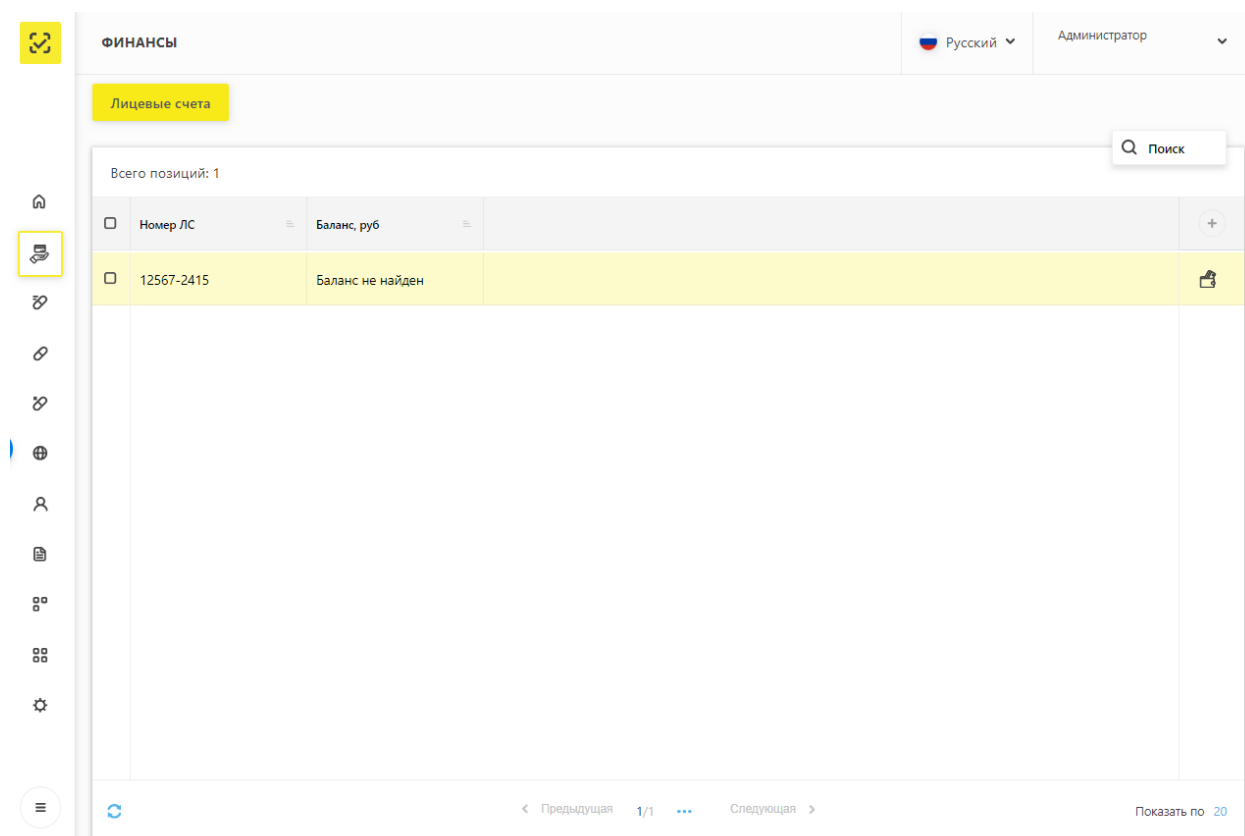 ФИНАНСЫ
Русский
Администратор
Лицевые счета
Поиск
Всего позиций: 1
Номер ЛС
Баланс, руб
12567-2415
Баланс не найден
Предыдущая 1/1 ••• Следующая
Показать по 20